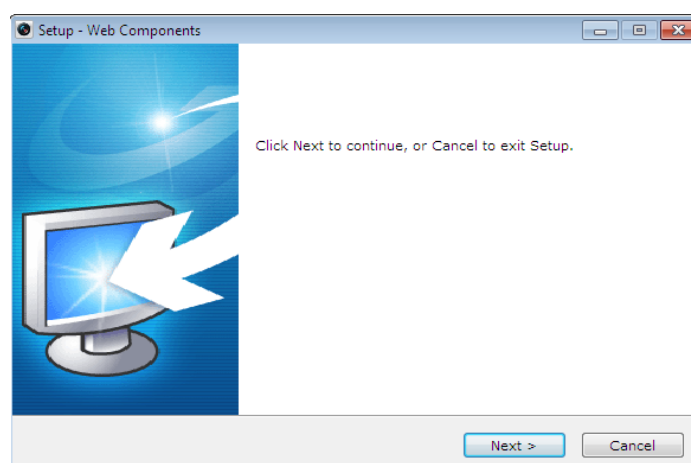 Setup - Web Components
Click Next to continue, or Cancel to exit Setup.
Next >
Cancel